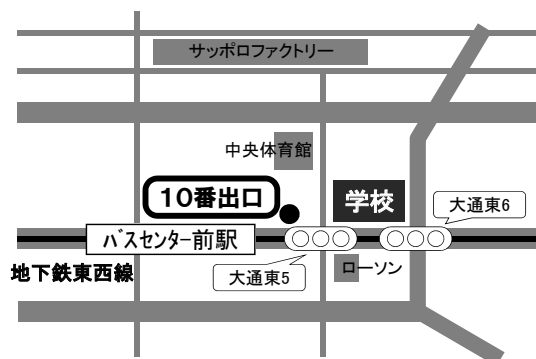 サッポロファクトリー
中央体育館
10番出口
学校
大通東6
バスセンター前駅
地下鉄東西線
大通東5
ローソン